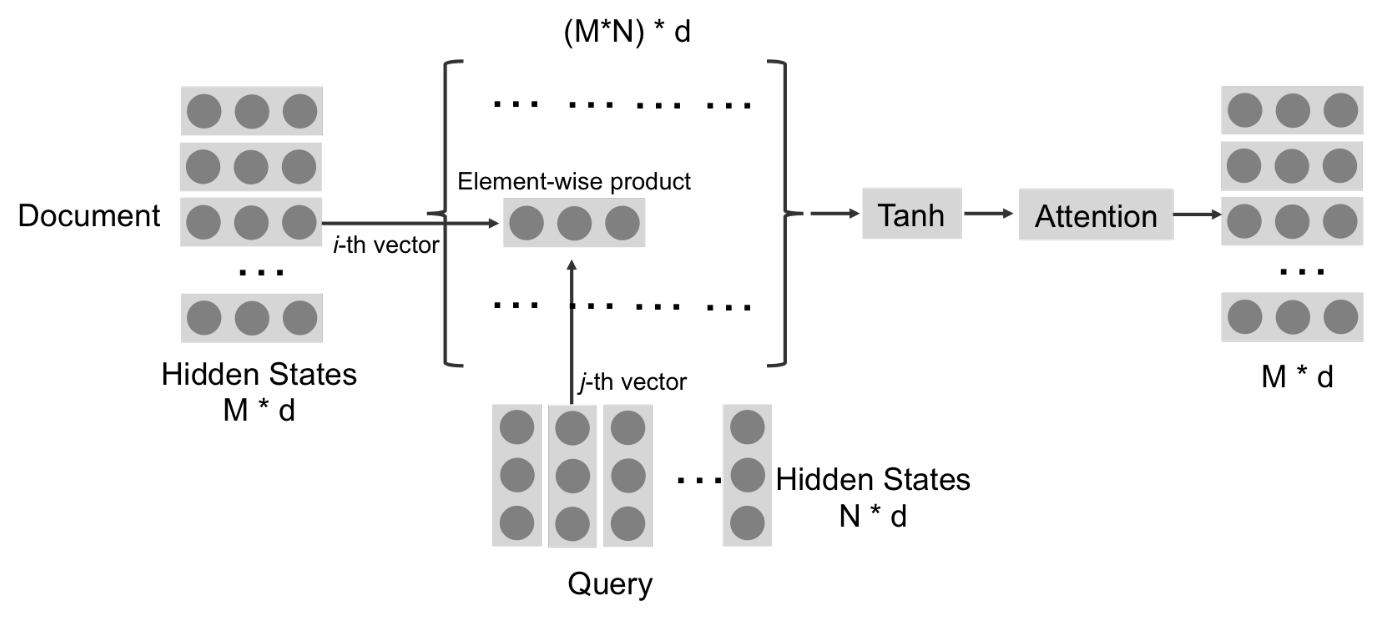 (M*N) * d
... ... ... ...
Element-wise product
Document
i-th vector
Tanh
Attention
...
...
... ... ... ...
Hidden States
M * d
j-th vector
M * d
...
Hidden States
N * d
Query